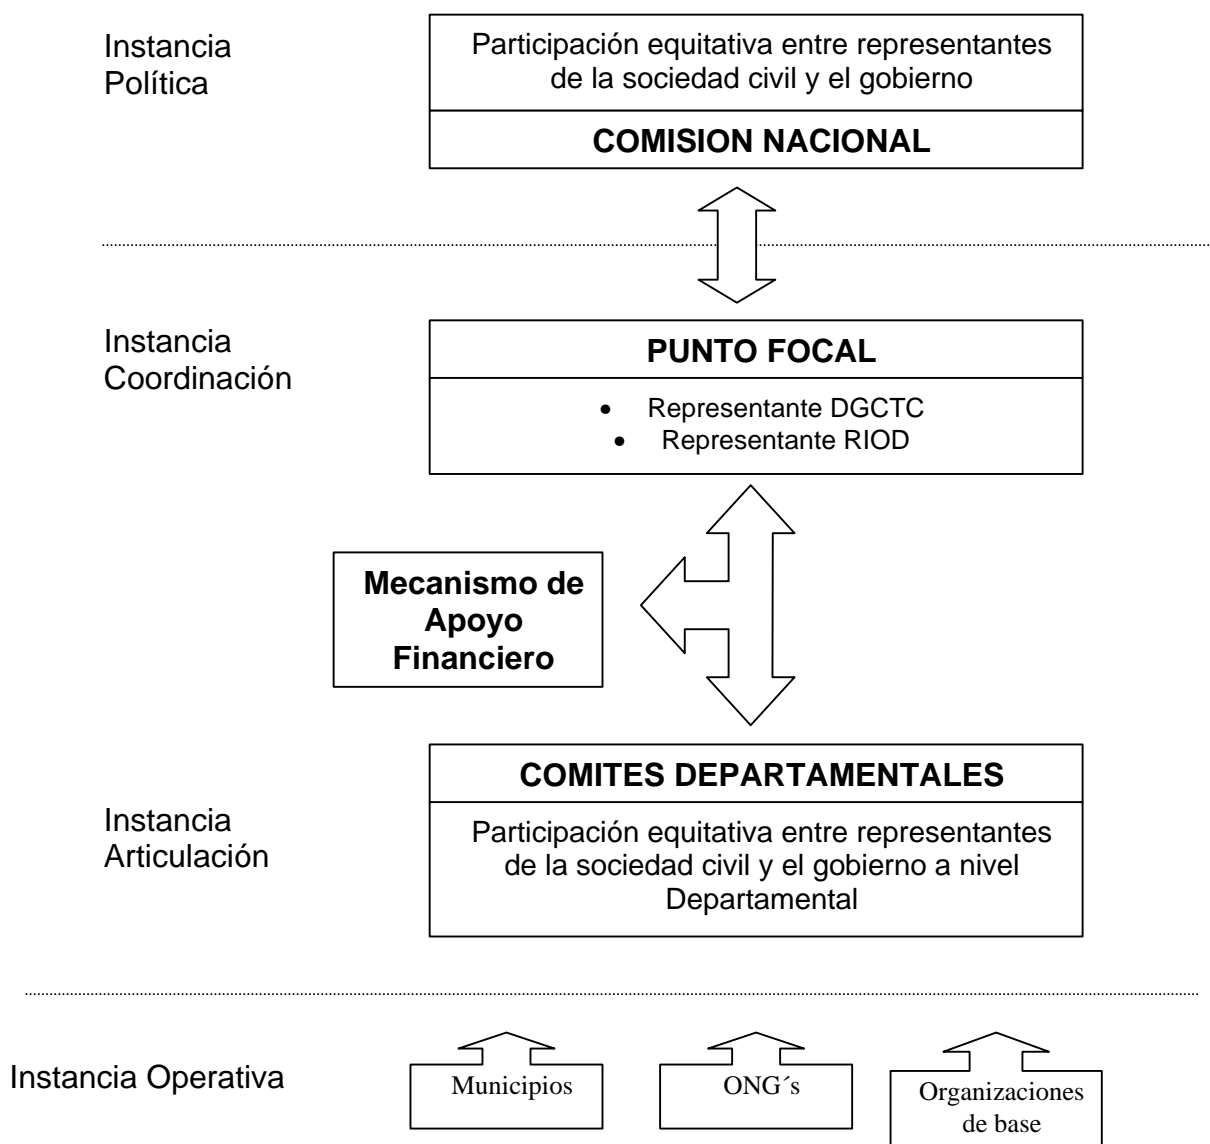 Instancia
Política
Participación equitativa entre representantes
de la sociedad civil y el gobierno
COMISION NACIONAL
Instancia
Coordinación
PUNTO FOCAL
• Representante DGCTC
• Representante RIOD
Mecanismo de
Apoyo
Financiero
COMITES DEPARTAMENTALES
Instancia
Articulación
Participación equitativa entre representantes
de la sociedad civil y el gobierno a nivel
Departamental
Instancia Operativa
Municipios
ONG´s
Organizaciones
de base